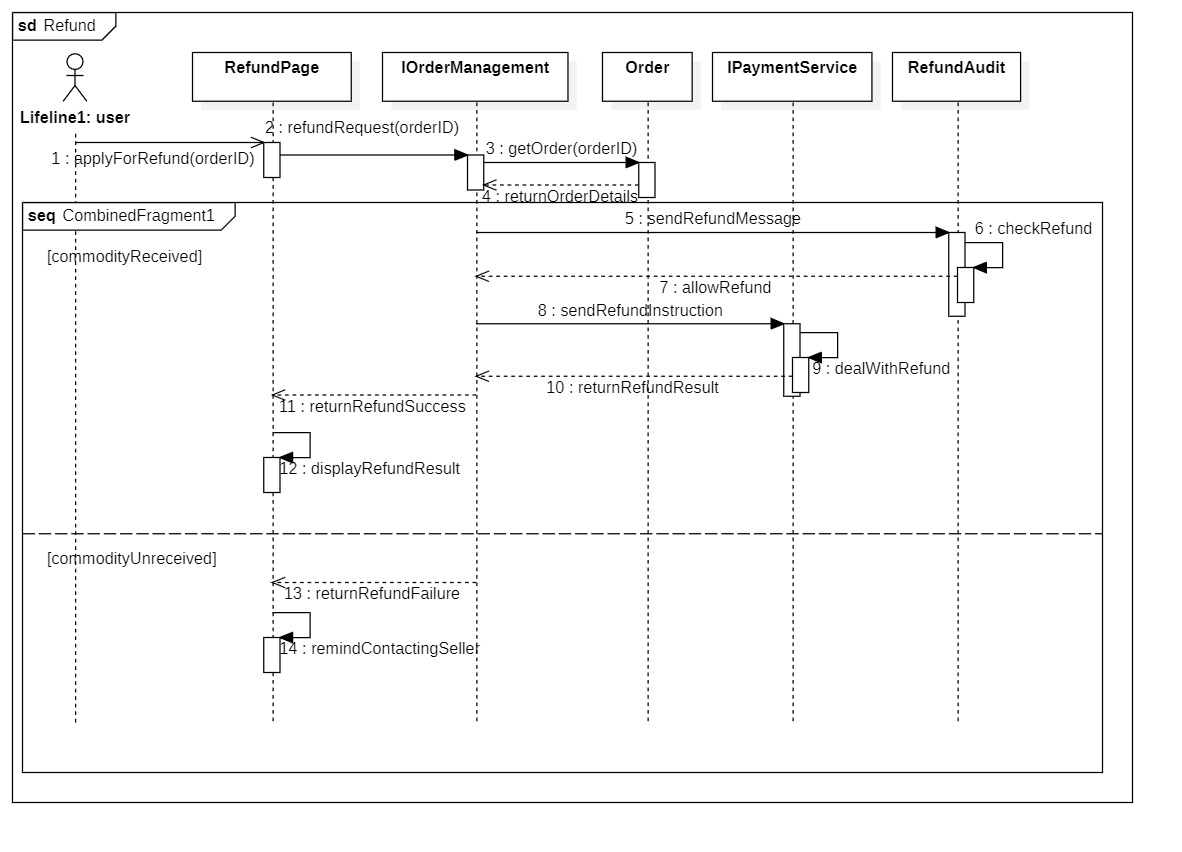 sd Refund
RefundPage
IOrderManagement
Order
IPaymentService
RefundAudit
Lifeline1: user
2 : refundRequest(orderID)
1 : applyForRefund(orderID)
3 : getOrder(orderID)
4 : returnOrderDetails
seq CombinedFragment1
5 : sendRefundMessage
6 : checkRefund
[commodityReceived]
7 : allowRefund
8 : sendRefundInstruction
9 : dealWithRefund
10 : returnRefundResult
11 : returnRefundSuccess
12 : displayRefundResult
[commodityUnreceived]
13 : returnRefundFailure
14 : remindContactingSeller